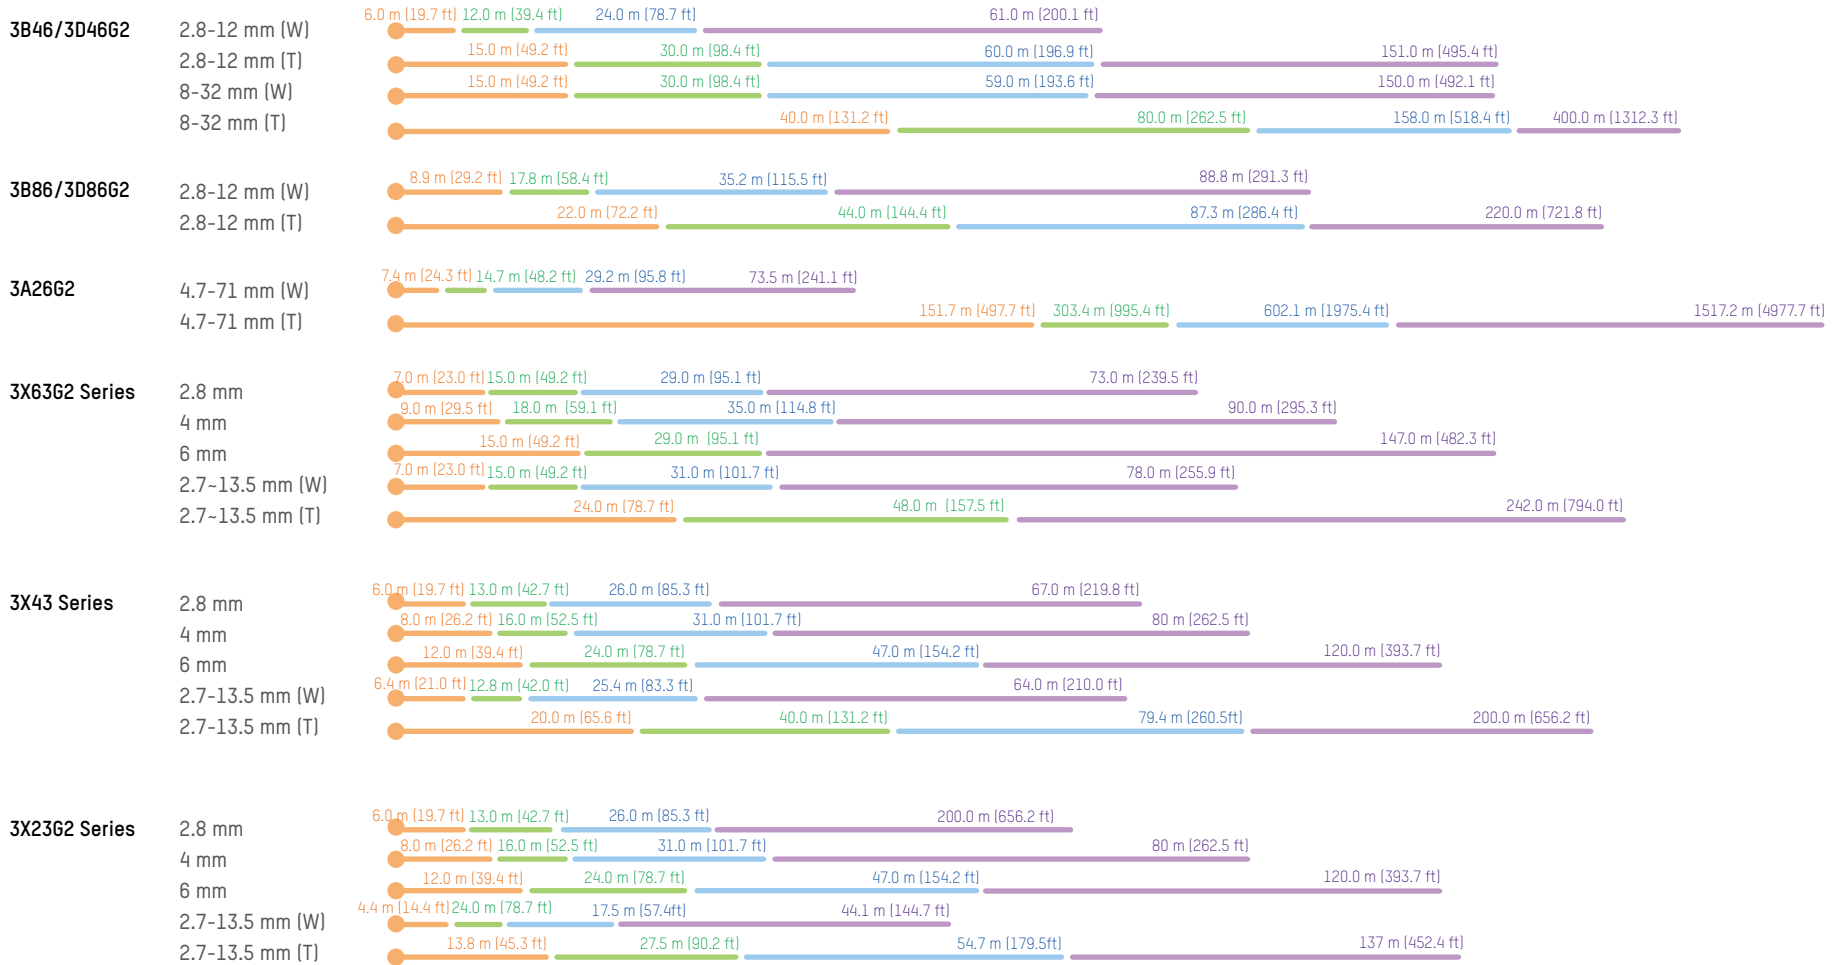 6.0 m (19.7 ft) 12.0 m (39.4 ft) 24.0 m (78.7 ft) 61.0 m (200.1 ft)
3B46/3D46G2 2.8-12 mm (W)
15.0 m (49.2 ft) 30.0 m (98.4 ft) 60.0 m (196.9 ft) 151.0 m (495.4 ft)
2.8-12 mm (T)
15.0 m (49.2 ft) 30.0 m (98.4 ft) 59.0 m (193.6 ft) 150.0 m (492.1 ft)
8-32 mm (W)
40.0 m (131.2 ft) 80.0 m (262.5 ft) 158.0 m (518.4 ft) 400.0 m (1312.3 ft)
8-32 mm (T)
8.9 m (29.2 ft) 17.8 m (58.4 ft) 35.2 m (115.5 ft) 88.8 m (291.3 ft)
3B86/3D86G2 2.8-12 mm (W)
22.0 m (72.2 ft) 44.0 m (144.4 ft) 87.3 m (286.4 ft) 220.0 m (721.8 ft)
2.8-12 mm (T)
7.4 m (24.3 ft) 14.7 m (48.2 ft) 29.2 m (95.8 ft) 73.5 m (241.1 ft)
3A26G2 4.7-71 mm (W)
151.7 m (497.7 ft) 303.4 m (995.4 ft) 602.1 m (1975.4 ft) 1517.2 m (4977.7 ft)
4.7-71 mm (T)
7.0 m (23.0 ft) 15.0 m (49.2 ft) 29.0 m (95.1 ft) 73.0 m (239.5 ft)
3X63G2 Series 2.8 mm
9.0 m (29.5 ft) 18.0 m (59.1 ft) 35.0 m (114.8 ft) 90.0 m (295.3 ft)
4 mm
15.0 m (49.2 ft) 29.0 m (95.1 ft) 147.0 m (482.3 ft)
6 mm
7.0 m (23.0 ft) 15.0 m (49.2 ft) 31.0 m (101.7 ft) 78.0 m (255.9 ft)
2.7~13.5 mm (W)
24.0 m (78.7 ft) 48.0 m (157.5 ft) 242.0 m (794.0 ft)
2.7~13.5 mm (T)
6.0 m (19.7 ft) 13.0 m (42.7 ft) 26.0 m (85.3 ft) 67.0 m (219.8 ft)
3X43 Series 2.8 mm
8.0 m (26.2 ft) 16.0 m (52.5 ft) 31.0 m (101.7 ft) 80 m (262.5 ft)
4 mm
12.0 m (39.4 ft) 24.0 m (78.7 ft) 47.0 m (154.2 ft) 120.0 m (393.7 ft)
6 mm
6.4 m (21.0 ft) 12.8 m (42.0 ft) 25.4 m (83.3 ft) 64.0 m (210.0 ft)
2.7-13.5 mm (W)
20.0 m (65.6 ft) 40.0 m (131.2 ft) 79.4 m (260.5ft) 200.0 m (656.2 ft)
2.7-13.5 mm (T)
6.0 m (19.7 ft) 13.0 m (42.7 ft) 26.0 m (85.3 ft) 200.0 m (656.2 ft)
3X23G2 Series 2.8 mm
8.0 m (26.2 ft) 16.0 m (52.5 ft) 31.0 m (101.7 ft) 80 m (262.5 ft)
4 mm
12.0 m (39.4 ft) 24.0 m (78.7 ft) 47.0 m (154.2 ft) 120.0 m (393.7 ft)
6 mm
4.4 m (14.4 ft) 24.0 m (78.7 ft) 17.5 m (57.4ft) 44.1 m (144.7 ft)
2.7-13.5 mm (W)
13.8 m (45.3 ft) 27.5 m (90.2 ft) 54.7 m (179.5ft) 137 m (452.4 ft)
2.7-13.5 mm (T)